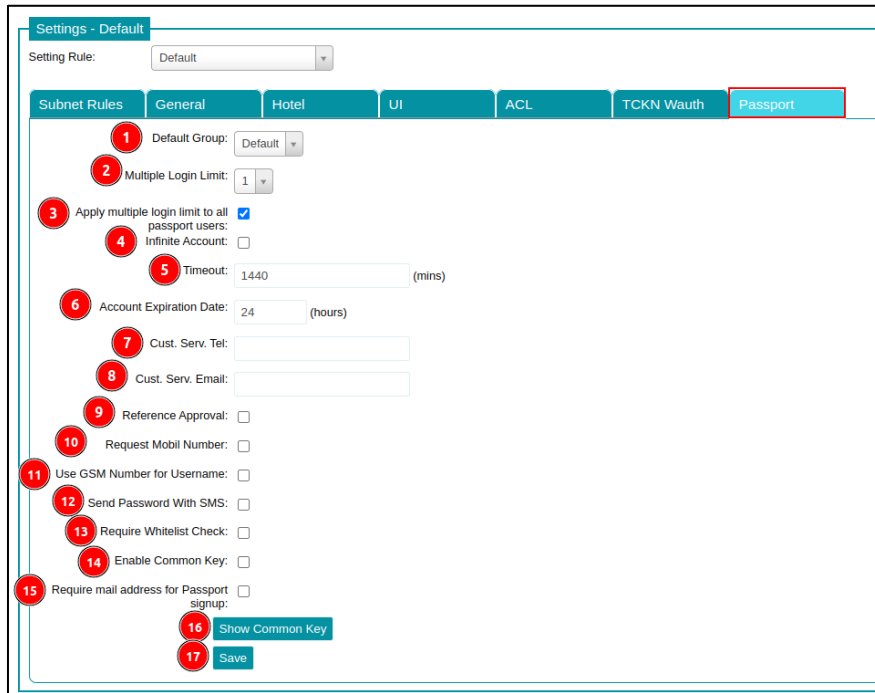 Settings - Default
Setting Rule: Default
Subnet Rules General Hotel UI ACL TCKN Wauth Passport
1 Default Group: Default
2 Multiple Login Limit: 1
3 Apply multiple login limit to all
passport users:
4 Infinite Account:
5 Timeout: 1440 (mins)
6 Account Expiration Date: 24 (hours)
7 Cust. Serv. Tel:
8 Cust. Serv. Email:
9 Reference Approval:
10 Request Mobil Number:
11 Use GSM Number for Username:
12 Send Password With SMS:
13 Require Whitelist Check:
14 Enable Common Key:
15 Require mail address for Passport
signup:
16 Show Common Key
17 Save